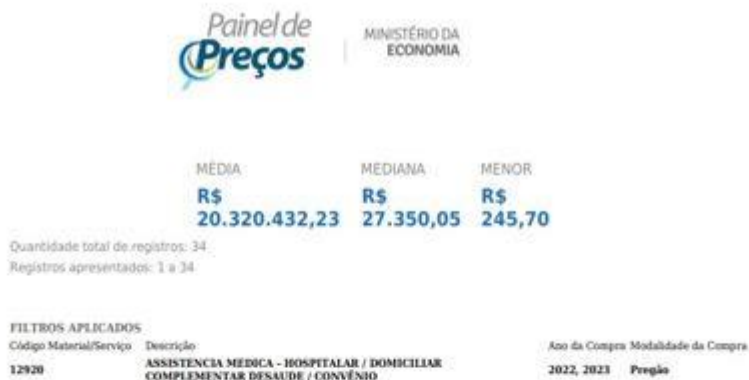 Painel de
Preços
MINISTÉRIO DA
ECONOMIA
MÉDIA MEDIANA MENOR
R$ R$ R$
20.320.432,23 27.350,05 245,70
Quantidade total de registros: 34
Registros apresentados: 1 a 34
FILTROS APLICADOS
Código Material/Serviço Descrição Ano da Compra Modalidade da Compra
12920 ASSISTENCIA MEDICA - HOSPITALAR / DOMICILIAR 2022, 2023 Pregão
COMPLEMENTAR DESAUDE / CONVÊNIO